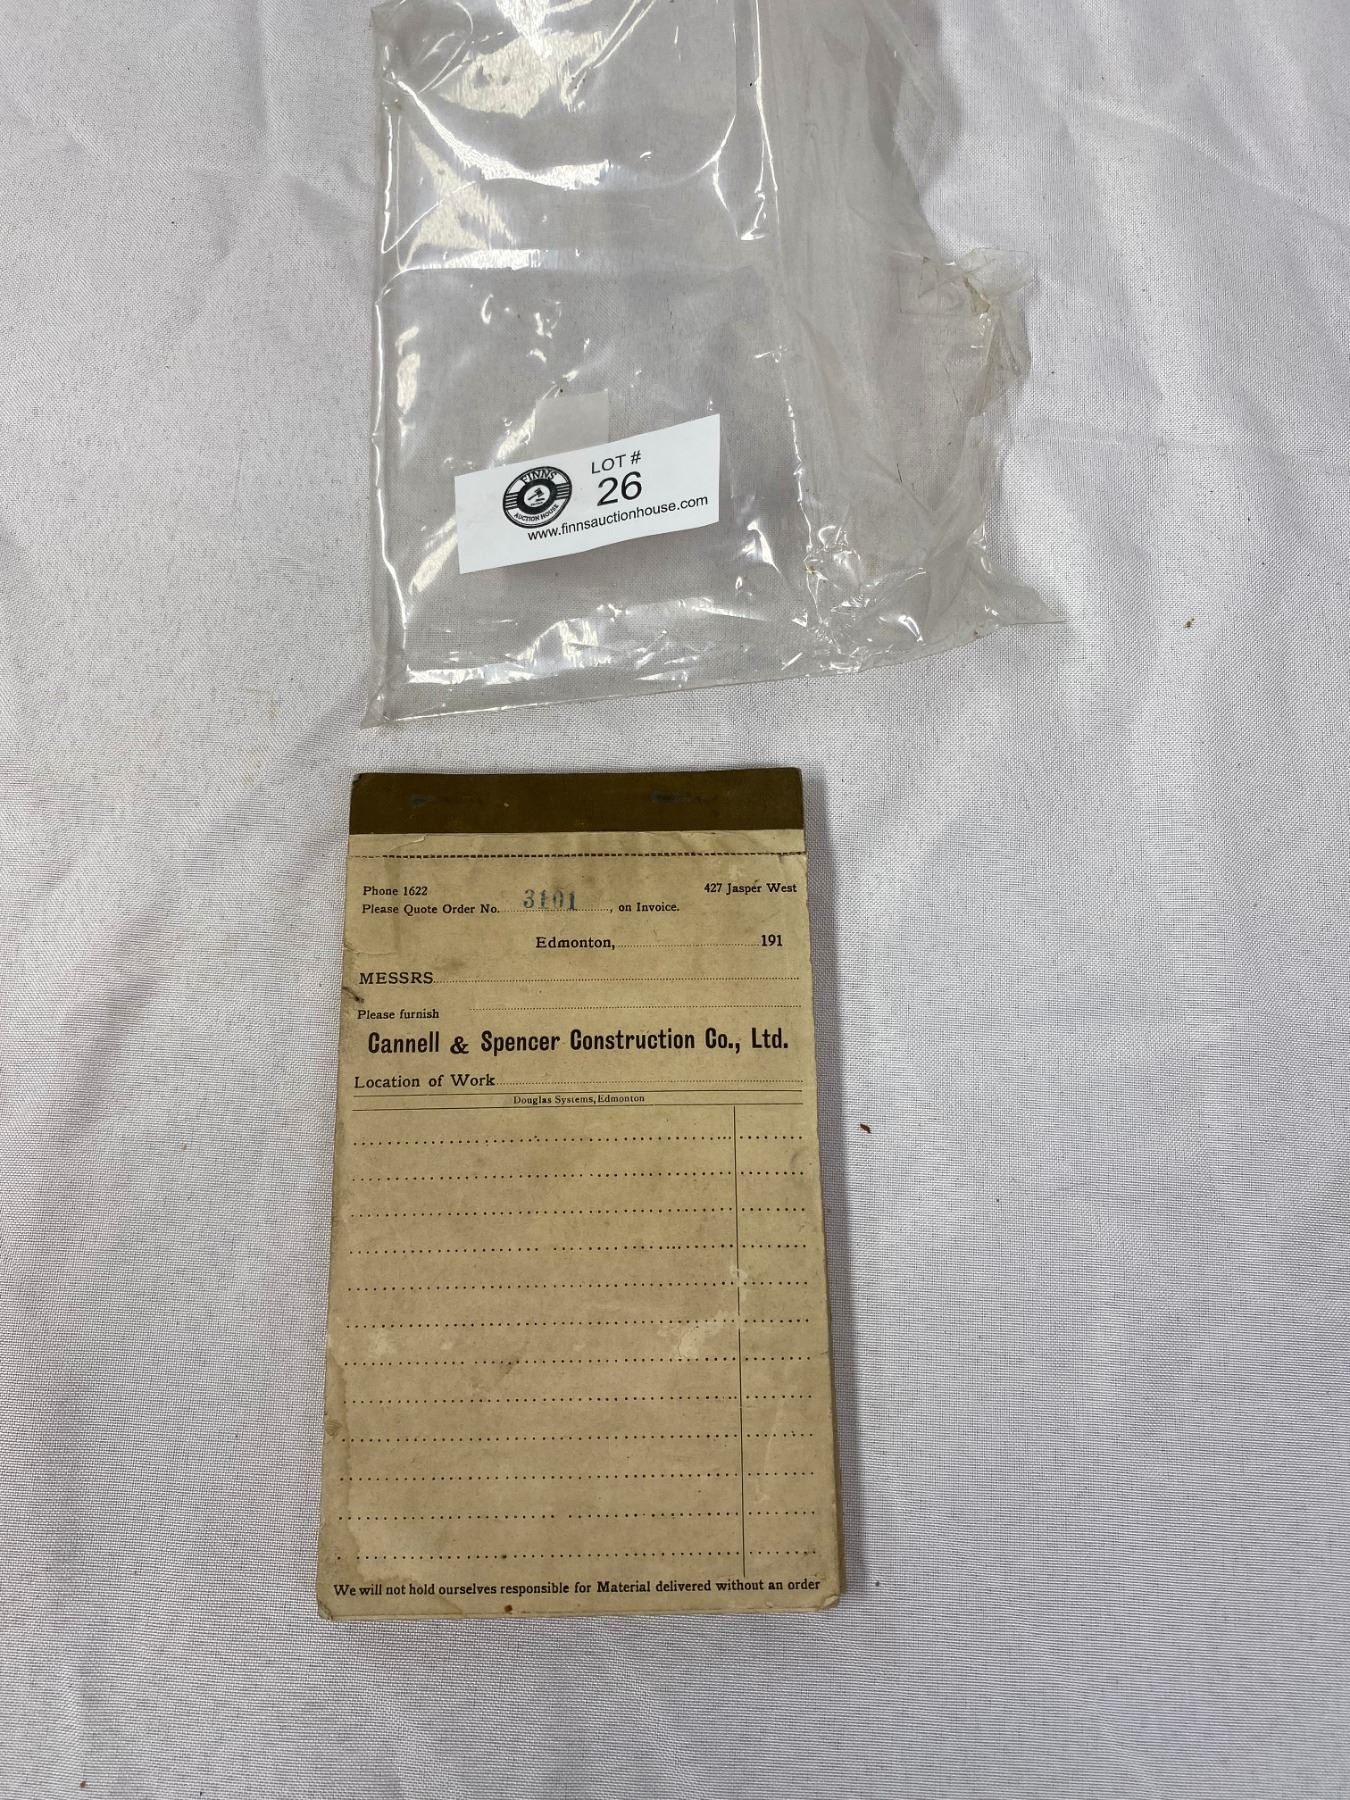 FINNS
AUCTION HOUSE
LOT #
26
www.finnsauctionhouse.com
Phone 1622 427 Jasper West
Please Quote Order No. 3101, on Invoice.
Edmonton, 191
MESSRS.
Please furnish
Cannell & Spencer Construction Co., Ltd.
Location of Work
Douglas Systems, Edmonton
We will not hold ourselves responsible for Material delivered without an order